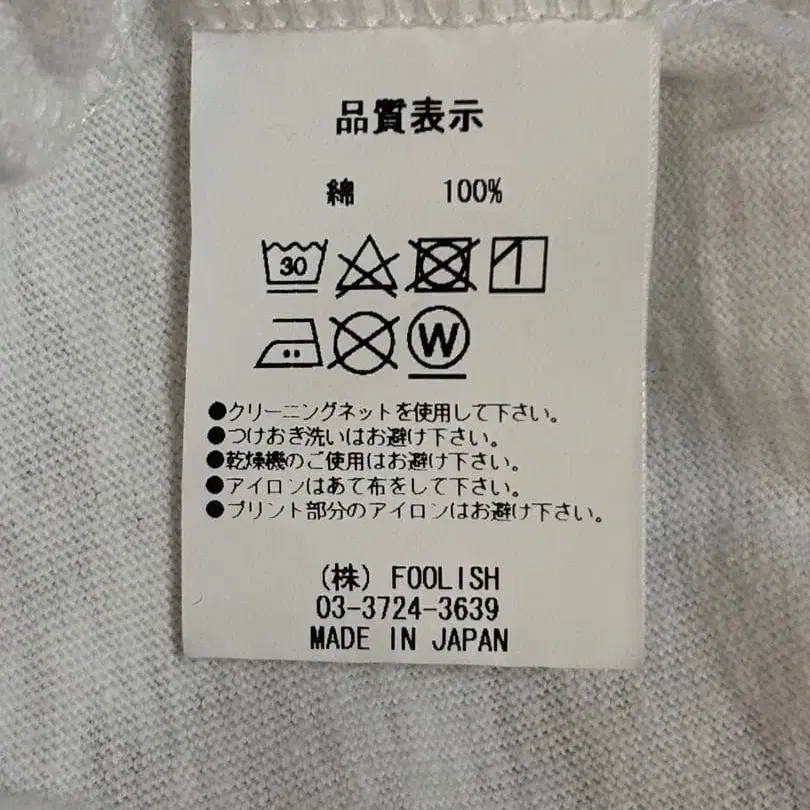 品質表示
綿 100%
30
W
●クリーニングネットを使用して下さい。
●つけおき洗いはお避け下さい。
●乾燥機のご使用はお避け下さい。
●アイロンはあて布をして下さい。
●プリント部分のアイロンはお避け下さい。
(株) FOOLISH
03-3724-3639
MADE IN JAPAN